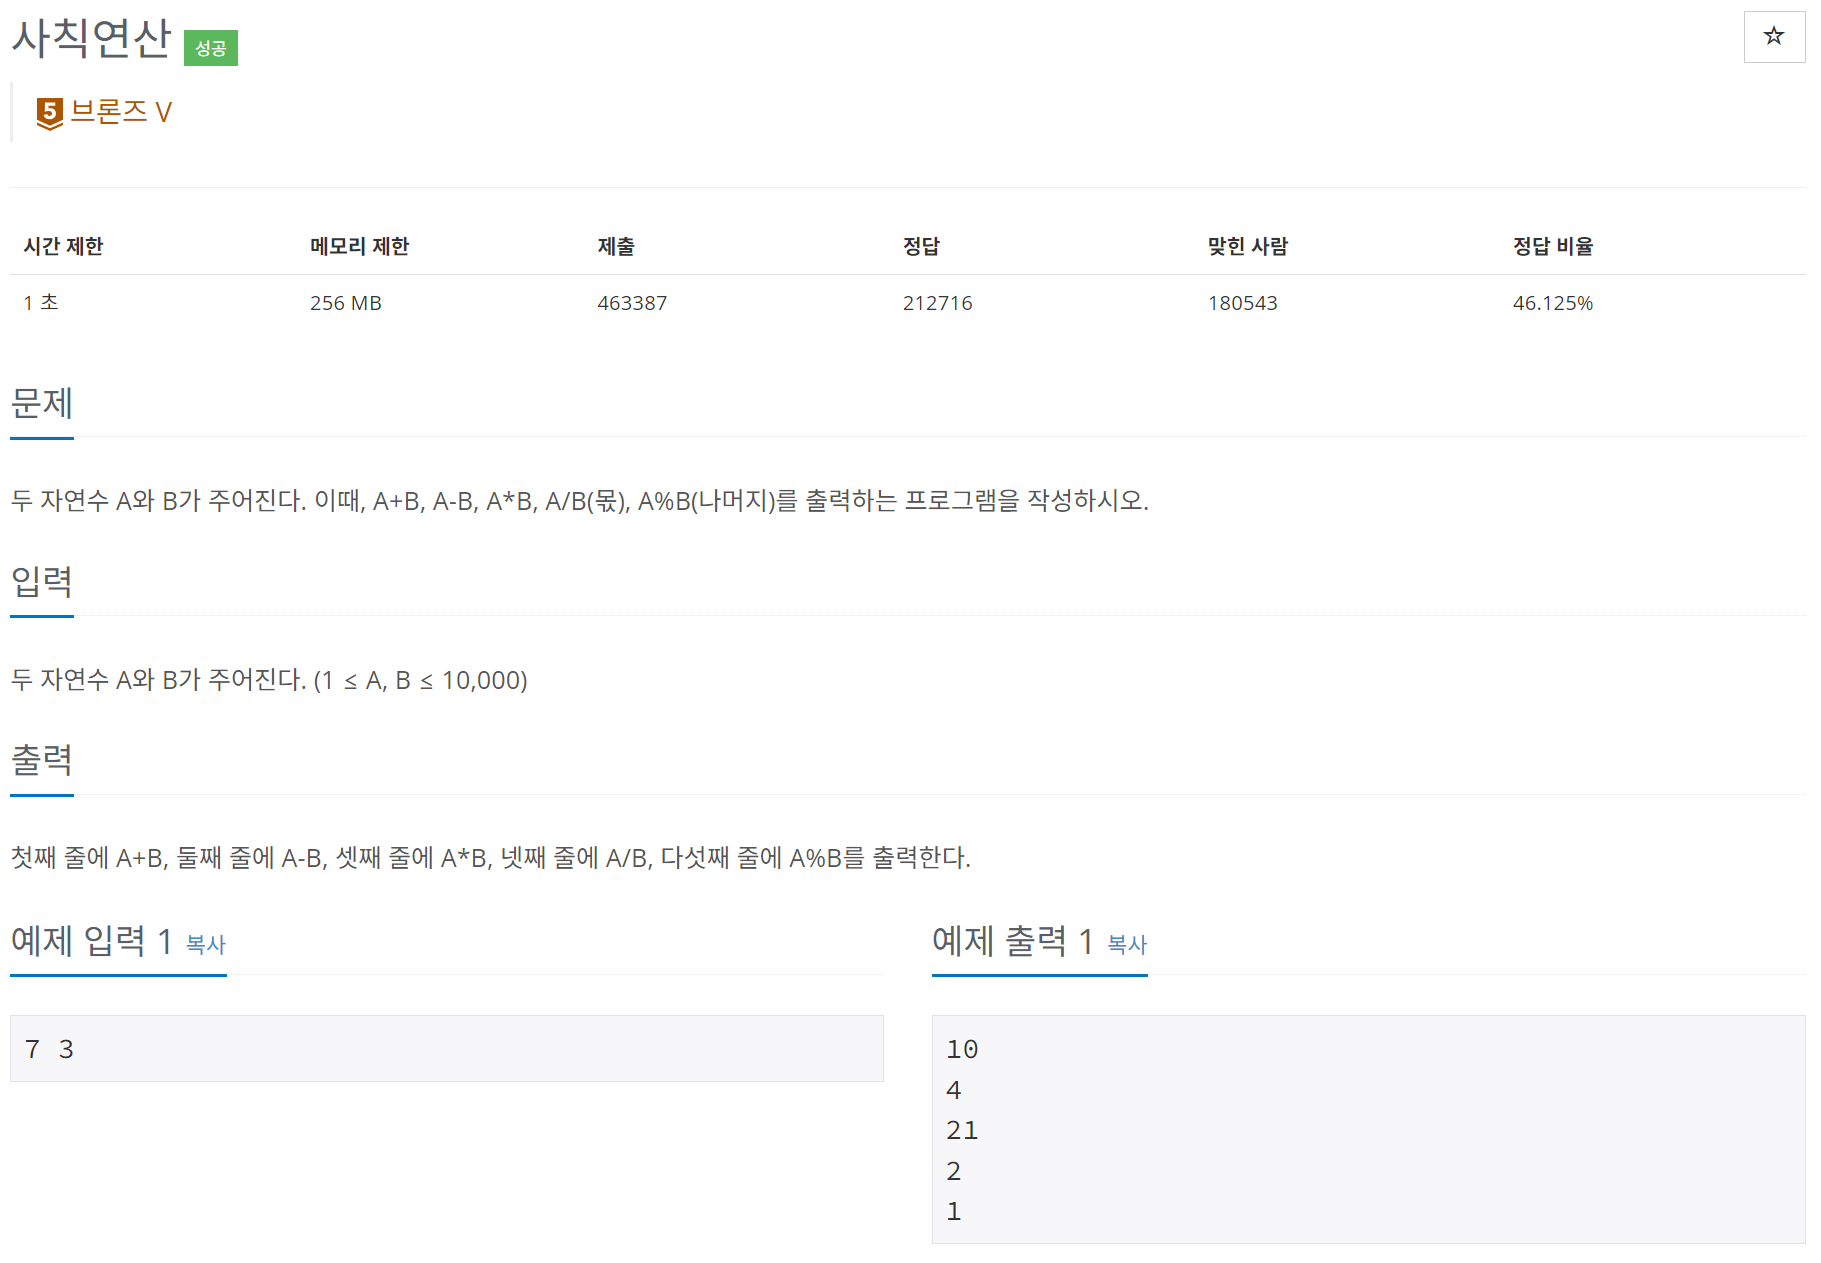 사칙연산 성공
☆
5 브론즈 V
시간 제한 메모리 제한 제출 정답 맞힌 사람 정답 비율
1 초 256 MB 463387 212716 180543 46.125%
문제
두 자연수 A와 B가 주어진다. 이때, A+B, A-B, A*B, A/B(몫), A%B(나머지)를 출력하는 프로그램을 작성하시오.
입력
두 자연수 A와 B가 주어진다. (1 ≤ A, B ≤ 10,000)
출력
첫째 줄에 A+B, 둘째 줄에 A-B, 셋째 줄에 A*B, 넷째 줄에 A/B, 다섯째 줄에 A%B를 출력한다.
예제 입력 1 복사
7 3
예제 출력 1 복사
10
4
21
2
1